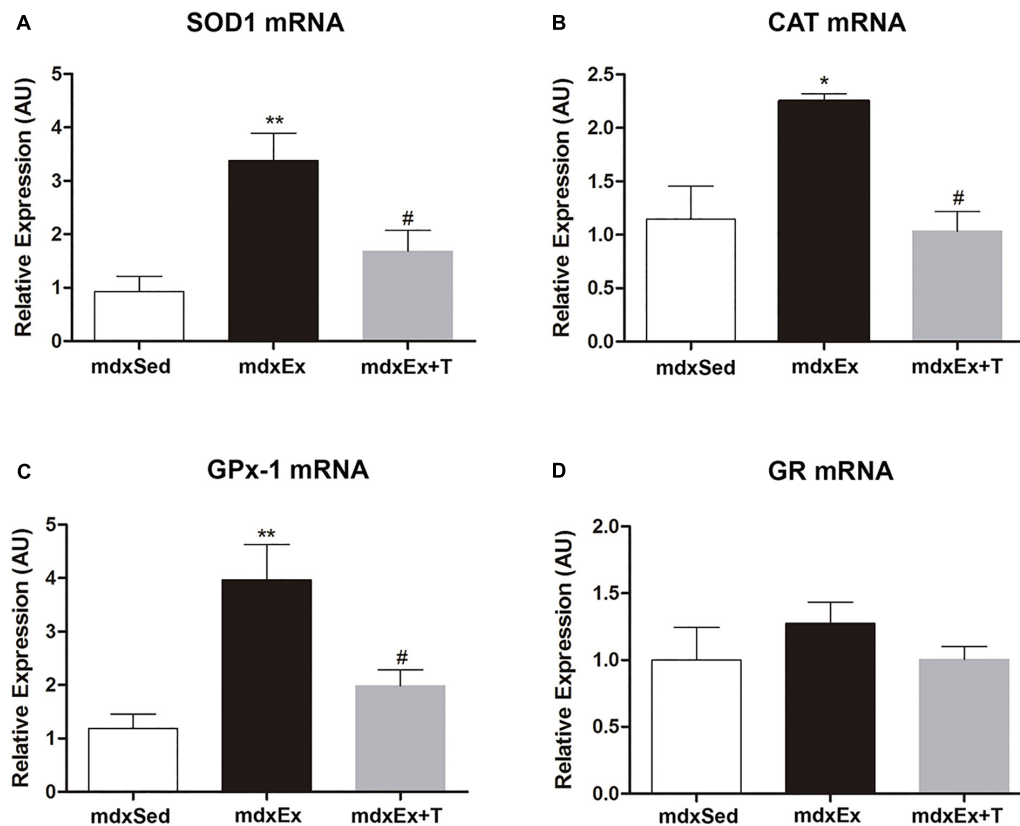 A
SOD1 mRNA
Relative Expression (AU)
5
4
3
2
1
0
**
#
mdxSed
mdxEx
mdxEx+T
B
CAT mRNA
Relative Expression (AU)
2.5
2.0
1.5
1.0
0.5
0.0
*
#
mdxSed
mdxEx
mdxEx+T
C
GPx-1 mRNA
Relative Expression (AU)
5
4
3
2
1
0
**
#
mdxSed
mdxEx
mdxEx+T
D
GR mRNA
Relative Expression (AU)
2.0
1.5
1.0
0.5
0.0
mdxSed
mdxEx
mdxEx+T